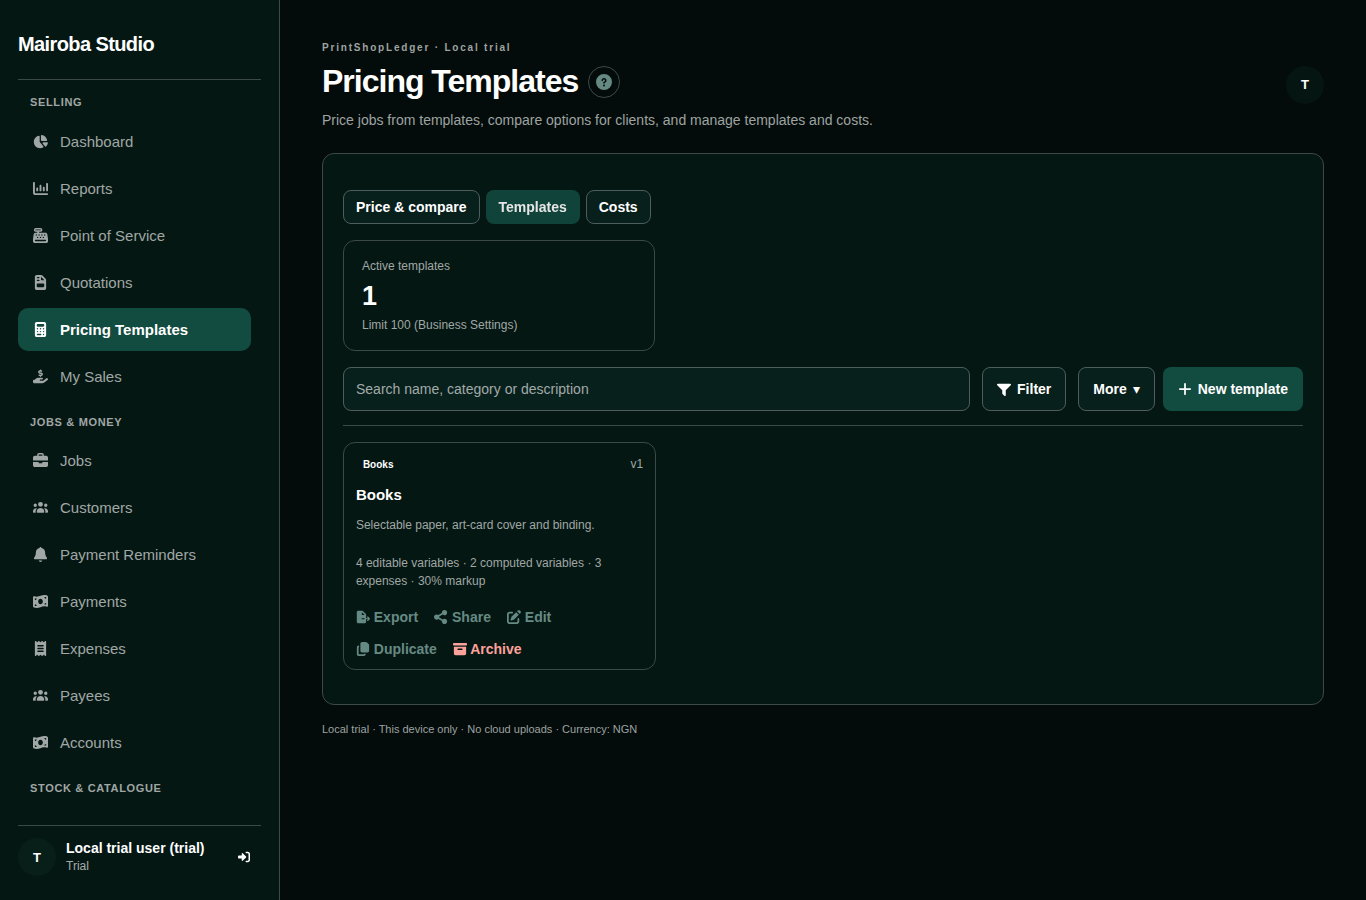 Mairoba Studio
SELLING
Dashboard
Reports
Point of Service
Quotations
Pricing Templates
My Sales
JOBS & MONEY
Jobs
Customers
Payment Reminders
Payments
Expenses
Payees
Accounts
STOCK & CATALOGUE
T
Local trial user (trial)
Trial
PrintShopLedger · Local trial
Pricing Templates
?
T
Price jobs from templates, compare options for clients, and manage templates and costs.
Price & compare
Templates
Costs
Active templates
1
Limit 100 (Business Settings)
Search name, category or description
Filter
More ▾
New template
Books
v1
Books
Selectable paper, art-card cover and binding.
4 editable variables · 2 computed variables · 3
expenses · 30% markup
Export
Share
Edit
Duplicate
Archive
Local trial · This device only · No cloud uploads · Currency: NGN